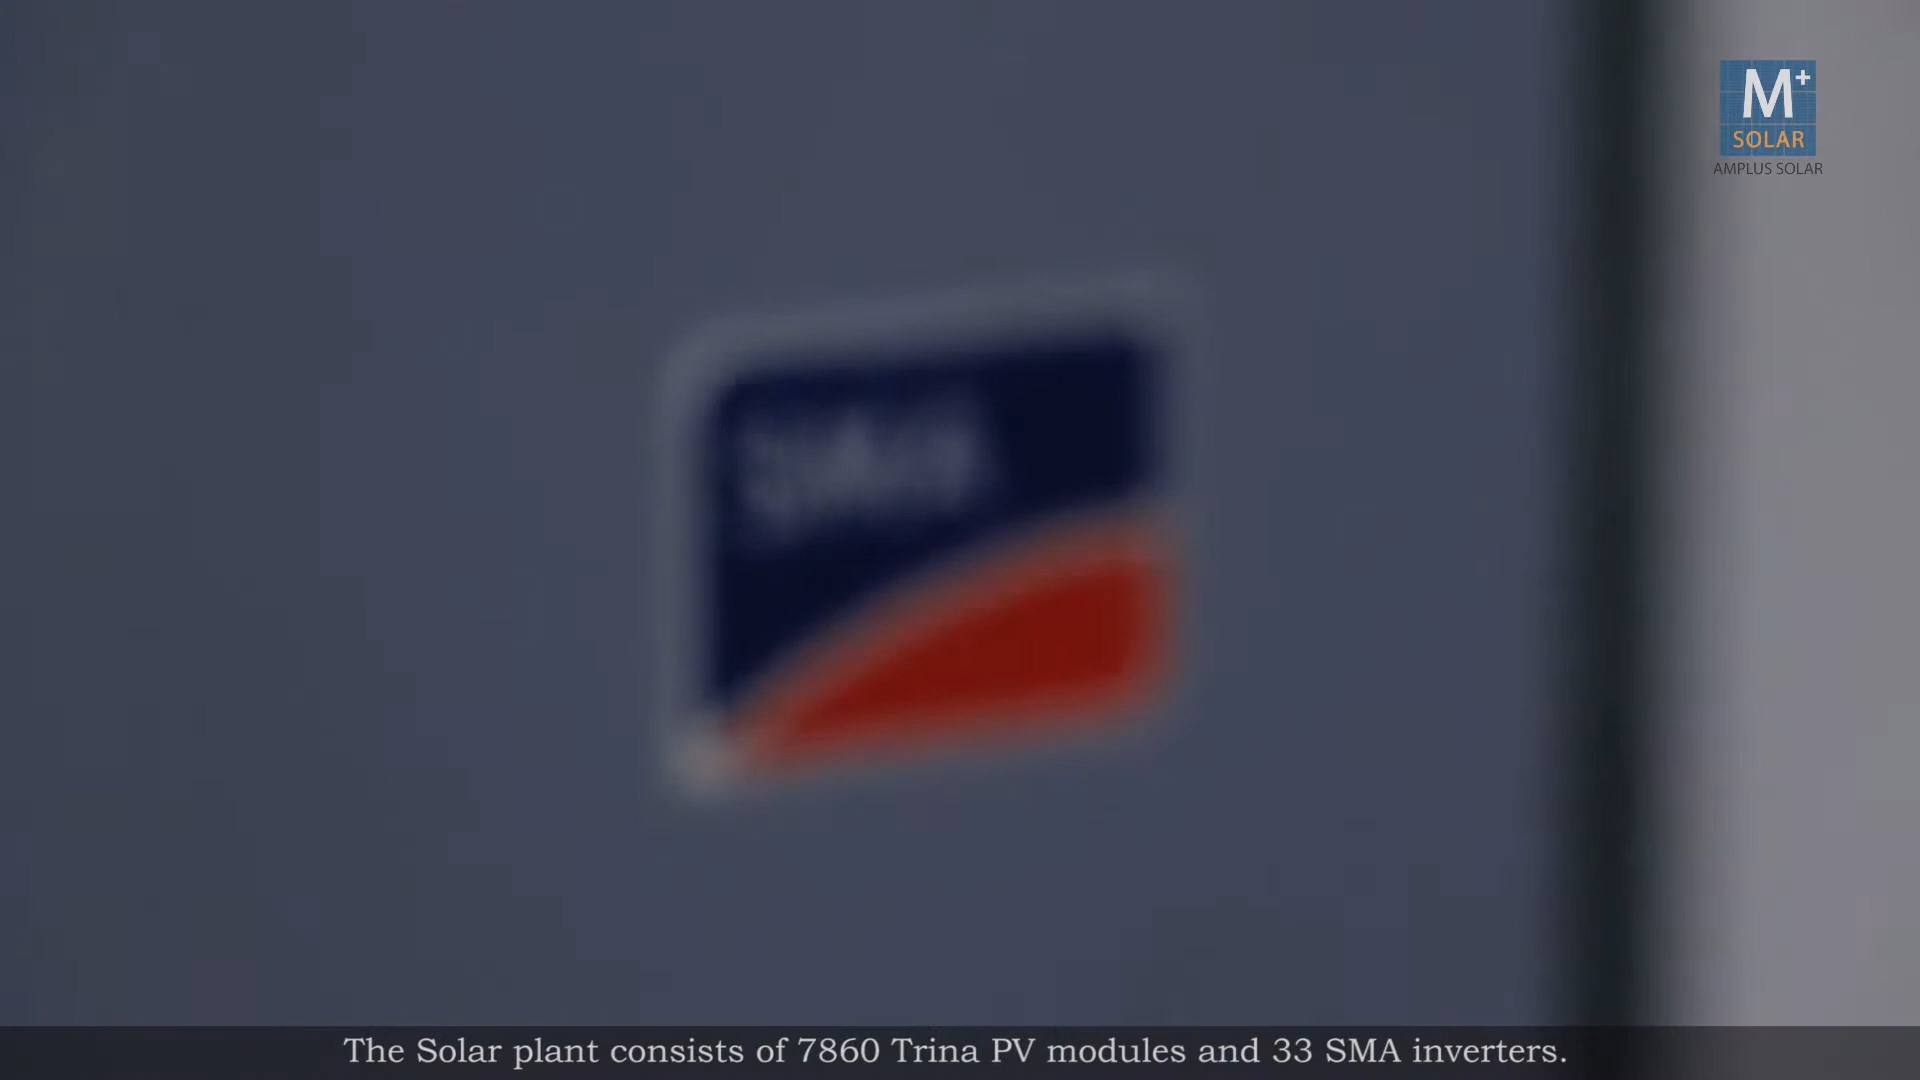 M+
SOLAR
AMPLUS SOLAR
The Solar plant consists of 7860 Trina PV modules and 33 SMA inverters.